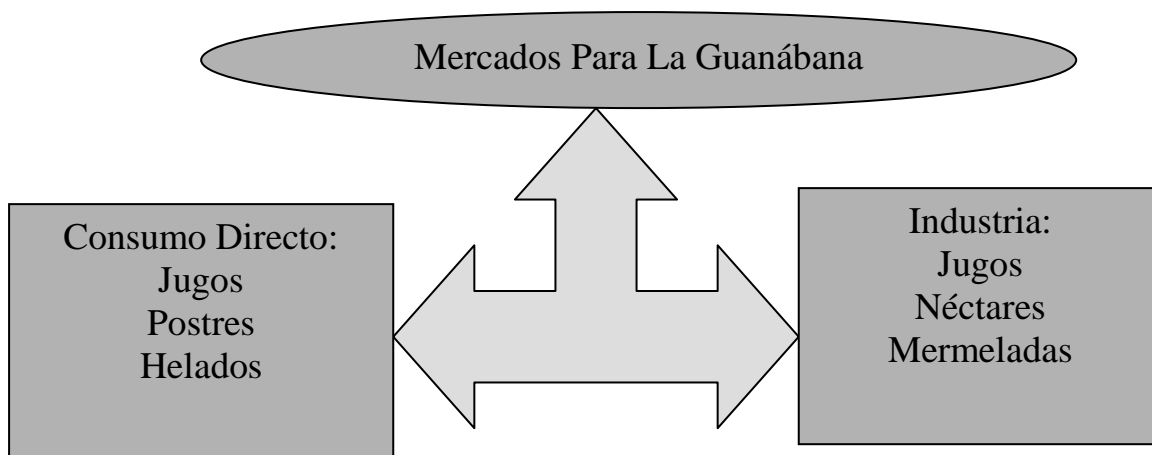 Mercados Para La Guanábana
Consumo Directo:
Jugos
Postres
Helados
Industria:
Jugos
Néctares
Mermeladas